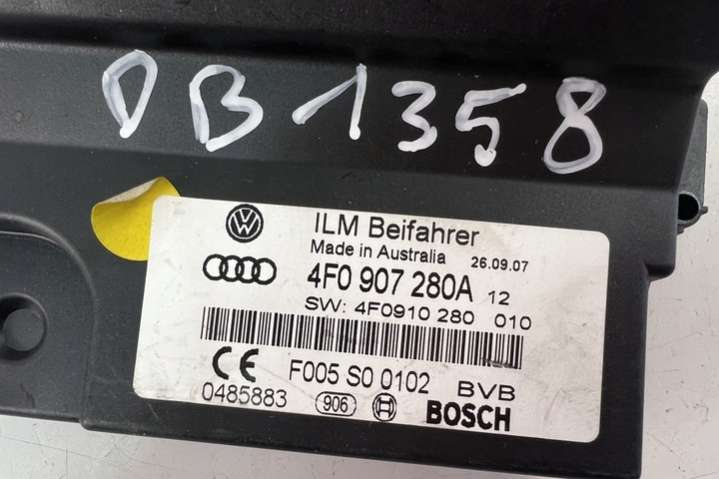 DB1358
ILM Beifahrer
Made in Australia 26.09.07
4F0 907 280A 12
SW: 4F0910 280 010
CE F005 S0 0102 BVB
0485883 906 BOSCH